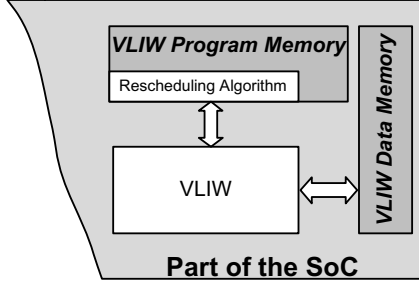 VLIW Program Memory
Rescheduling Algorithm
VLIW
VLIW Data Memory
Part of the SoC